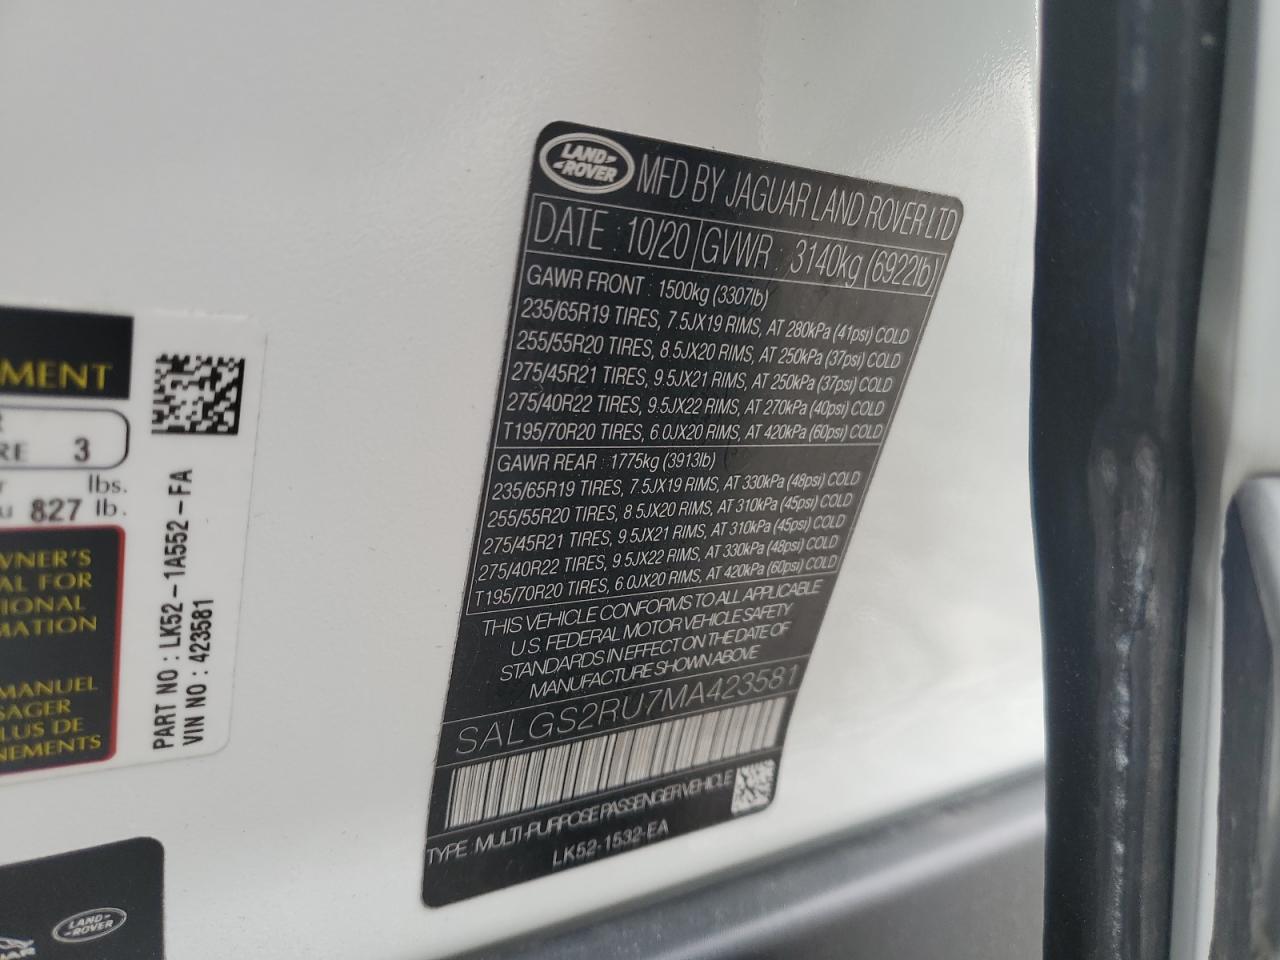 LAND
ROVER
MFD BY JAGUAR LAND ROVER LTD
DATE : 10/20 GVWR : 3140kg (6922lb)
GAWR FRONT : 1500kg (3307lb)
235/65R19 TIRES, 7.5JX19 RIMS, AT 280kPa (41psi) COLD
255/55R20 TIRES, 8.5JX20 RIMS, AT 250kPa (37psi) COLD
275/45R21 TIRES, 9.5JX21 RIMS, AT 250kPa (37psi) COLD
275/40R22 TIRES, 9.5JX22 RIMS, AT 270kPa (40psi) COLD
T195/70R20 TIRES, 6.0JX20 RIMS, AT 420kPa (60psi) COLD
GAWR REAR : 1775kg (3913lb)
235/65R19 TIRES, 7.5JX19 RIMS, AT 330kPa (48psi) COLD
255/55R20 TIRES, 8.5JX20 RIMS, AT 310kPa (45psi) COLD
275/45R21 TIRES, 9.5JX21 RIMS, AT 310kPa (45psi) COLD
275/40R22 TIRES, 9.5JX22 RIMS, AT 330kPa (48psi) COLD
T195/70R20 TIRES, 6.0JX20 RIMS, AT 420kPa (60psi) COLD
THIS VEHICLE CONFORMS TO ALL APPLICABLE
U.S. FEDERAL MOTOR VEHICLE SAFETY
STANDARDS IN EFFECT ON THE DATE OF
MANUFACTURE SHOWN ABOVE
SALGS2RU7MA423581
TYPE : MULTI-PURPOSE PASSENGER VEHICLE
LK52-1532-EA
MENT
R
RE 3
lbs.
u 827 lb.
WNER'S
AL FOR
TIONAL
MATION
MANUEL
SAGER
LUS DE
NEMENTS
PART NO : LK52-1A552-FA
VIN NO : 423581
LAND
ROVER
UAR